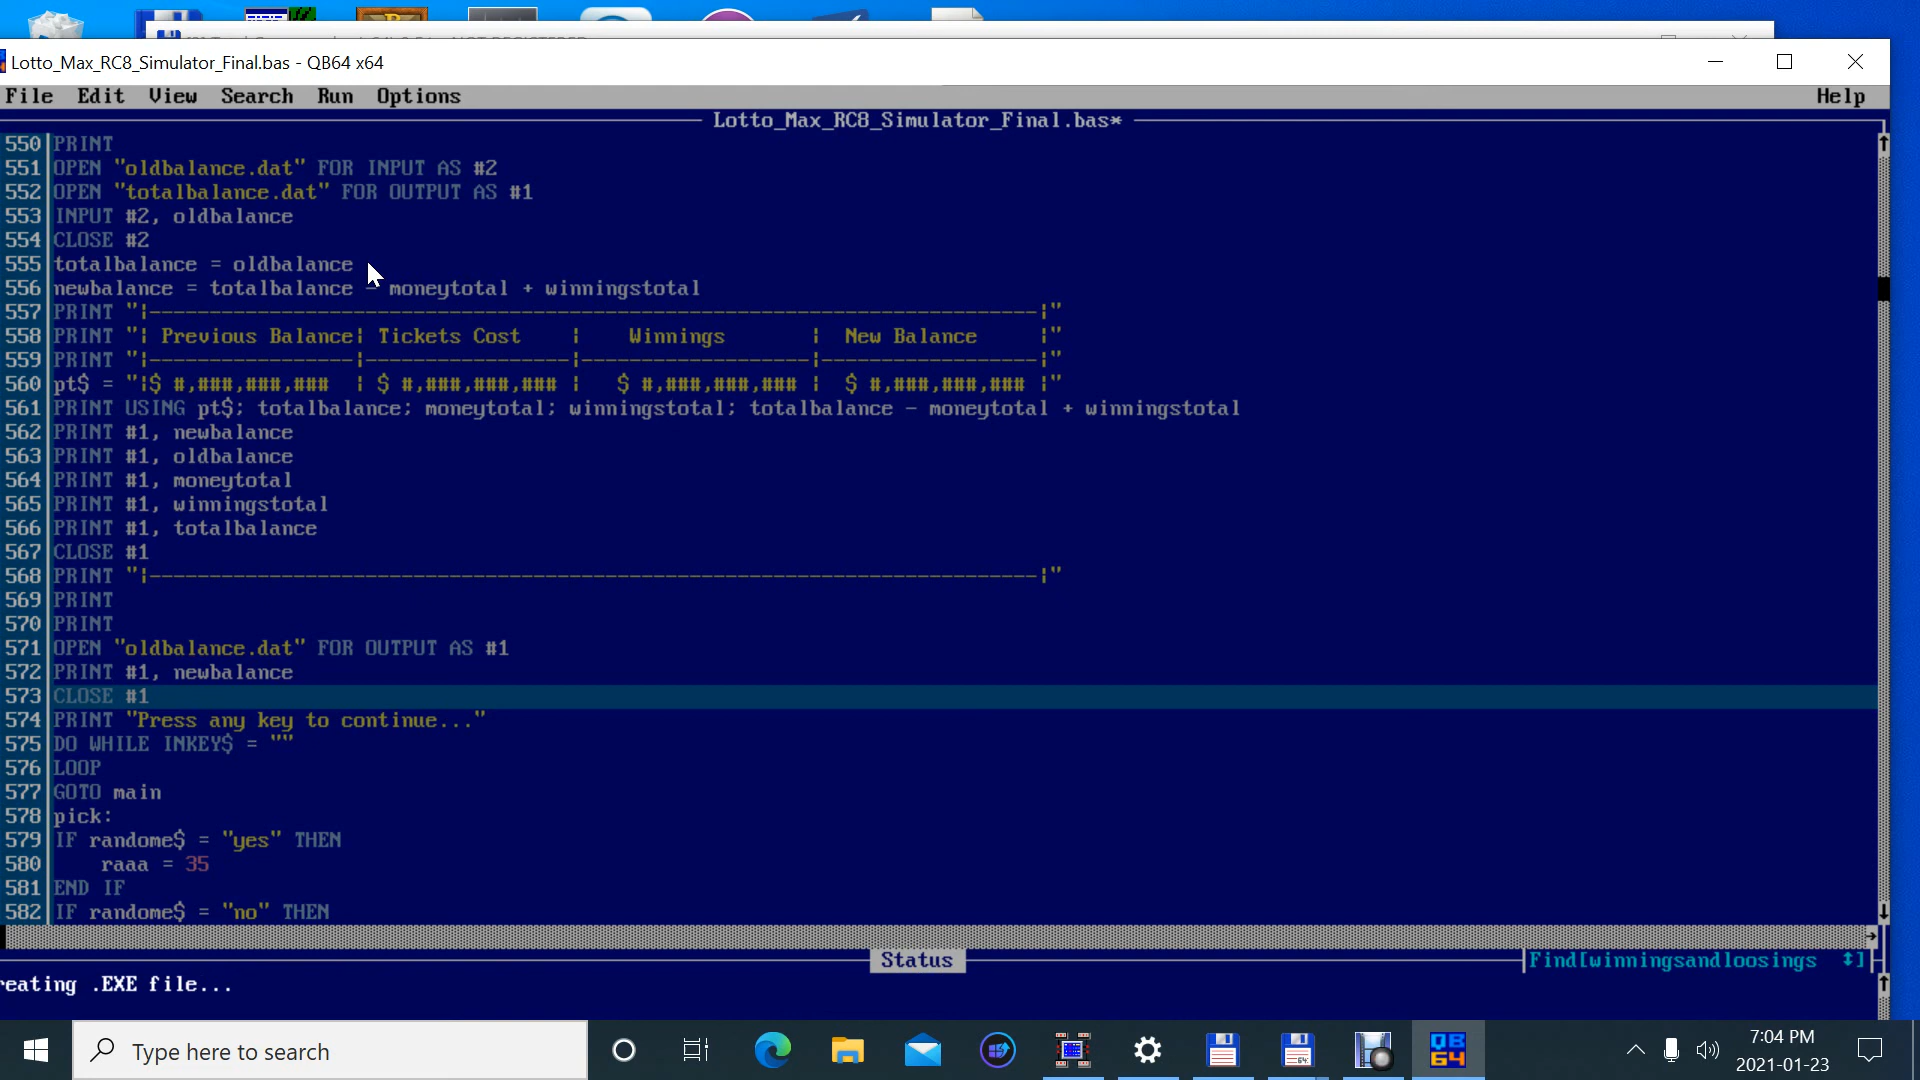 Lotto_Max_RC8_Simulator_Final.bas - QB64 x64
File Edit View Search Run Options Help
Lotto_Max_RC8_Simulator_Final.bas*
550 PRINT
551 OPEN "oldbalance.dat" FOR INPUT AS #2
552 OPEN "totalbalance.dat" FOR OUTPUT AS #1
553 INPUT #2, oldbalance
554 CLOSE #2
555 totalbalance = oldbalance
556 newbalance = totalbalance - moneytotal + winningstotal
557 PRINT "¦--------------------------------------------------------------------------¦"
558 PRINT "¦ Previous Balance¦ Tickets Cost    ¦    Winnings       ¦  New Balance     ¦"
559 PRINT "¦-----------------¦-----------------¦-------------------¦------------------¦"
560 pt$ = "¦$ #,###,###,###  ¦ $ #,###,###,### ¦   $ #,###,###,### ¦  $ #,###,###,### ¦"
561 PRINT USING pt$; totalbalance; moneytotal; winningstotal; totalbalance - moneytotal + winningstotal
562 PRINT #1, newbalance
563 PRINT #1, oldbalance
564 PRINT #1, moneytotal
565 PRINT #1, winningstotal
566 PRINT #1, totalbalance
567 CLOSE #1
568 PRINT "¦--------------------------------------------------------------------------¦"
569 PRINT
570 PRINT
571 OPEN "oldbalance.dat" FOR OUTPUT AS #1
572 PRINT #1, newbalance
573 CLOSE #1
574 PRINT "Press any key to continue..."
575 DO WHILE INKEY$ = ""
576 LOOP
577 GOTO main
578 pick:
579 IF randome$ = "yes" THEN
580     raaa = 35
581 END IF
582 IF randome$ = "no" THEN
Status
Find[winningsandloosings ↕]
reating .EXE file...
Type here to search
QB
64
64
7:04 PM
2021-01-23